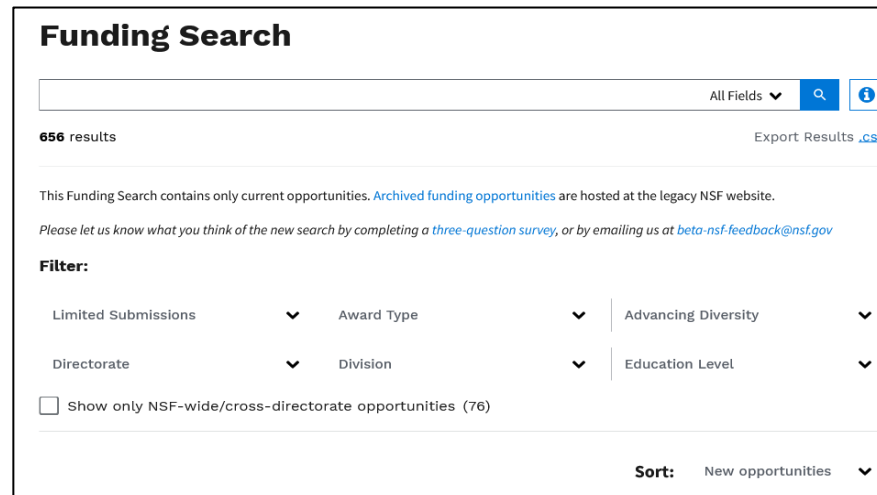 Funding Search
All Fields
656 results
Export Results .cs
This Funding Search contains only current opportunities. Archived funding opportunities are hosted at the legacy NSF website.
Please let us know what you think of the new search by completing a three-question survey, or by emailing us at beta-nsf-feedback@nsf.gov
Filter:
Limited Submissions Award Type Advancing Diversity
Directorate Division Education Level
Show only NSF-wide/cross-directorate opportunities (76)
Sort: New opportunities